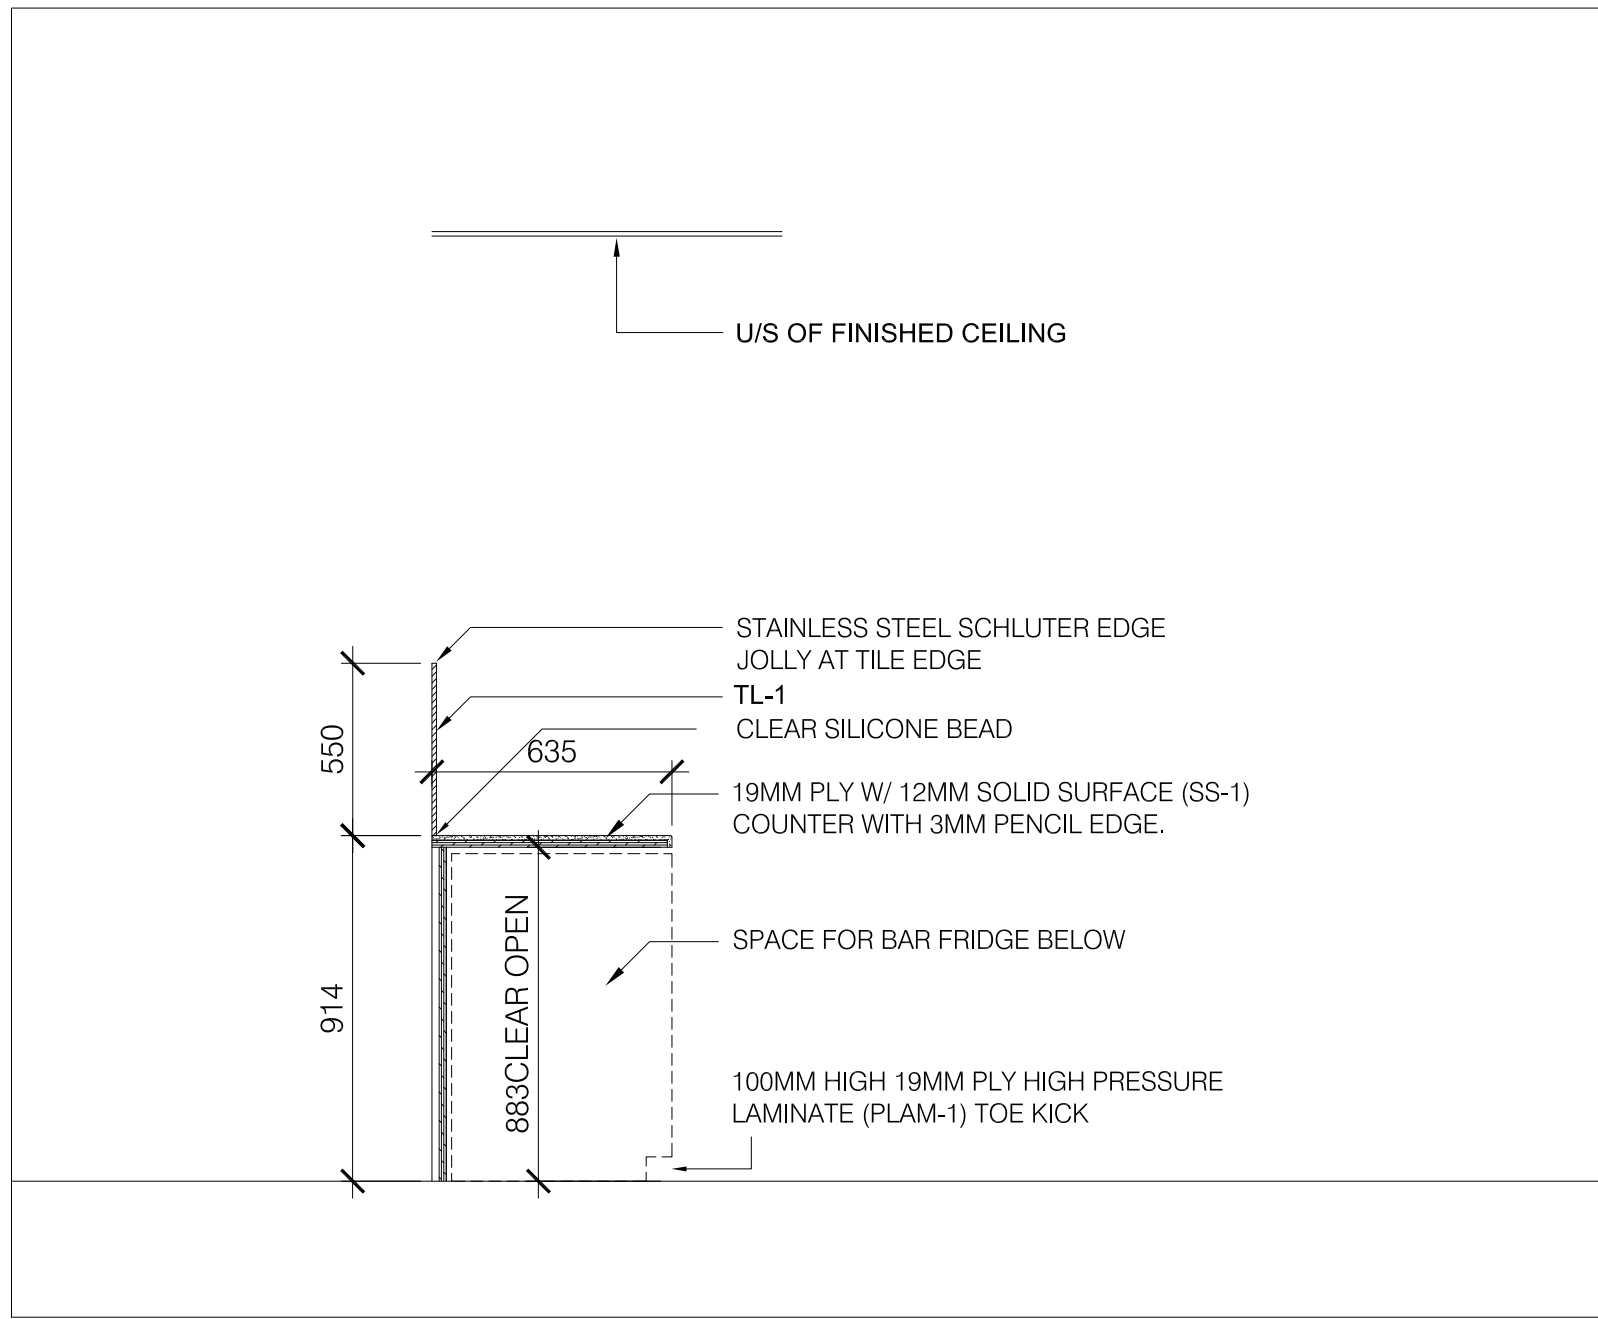 U/S OF FINISHED CEILING
STAINLESS STEEL SCHLUTER EDGE
JOLLY AT TILE EDGE
TL-1
CLEAR SILICONE BEAD
550
635
19MM PLY W/ 12MM SOLID SURFACE (SS-1)
COUNTER WITH 3MM PENCIL EDGE.
883CLEAR OPEN
SPACE FOR BAR FRIDGE BELOW
914
100MM HIGH 19MM PLY HIGH PRESSURE
LAMINATE (PLAM-1) TOE KICK